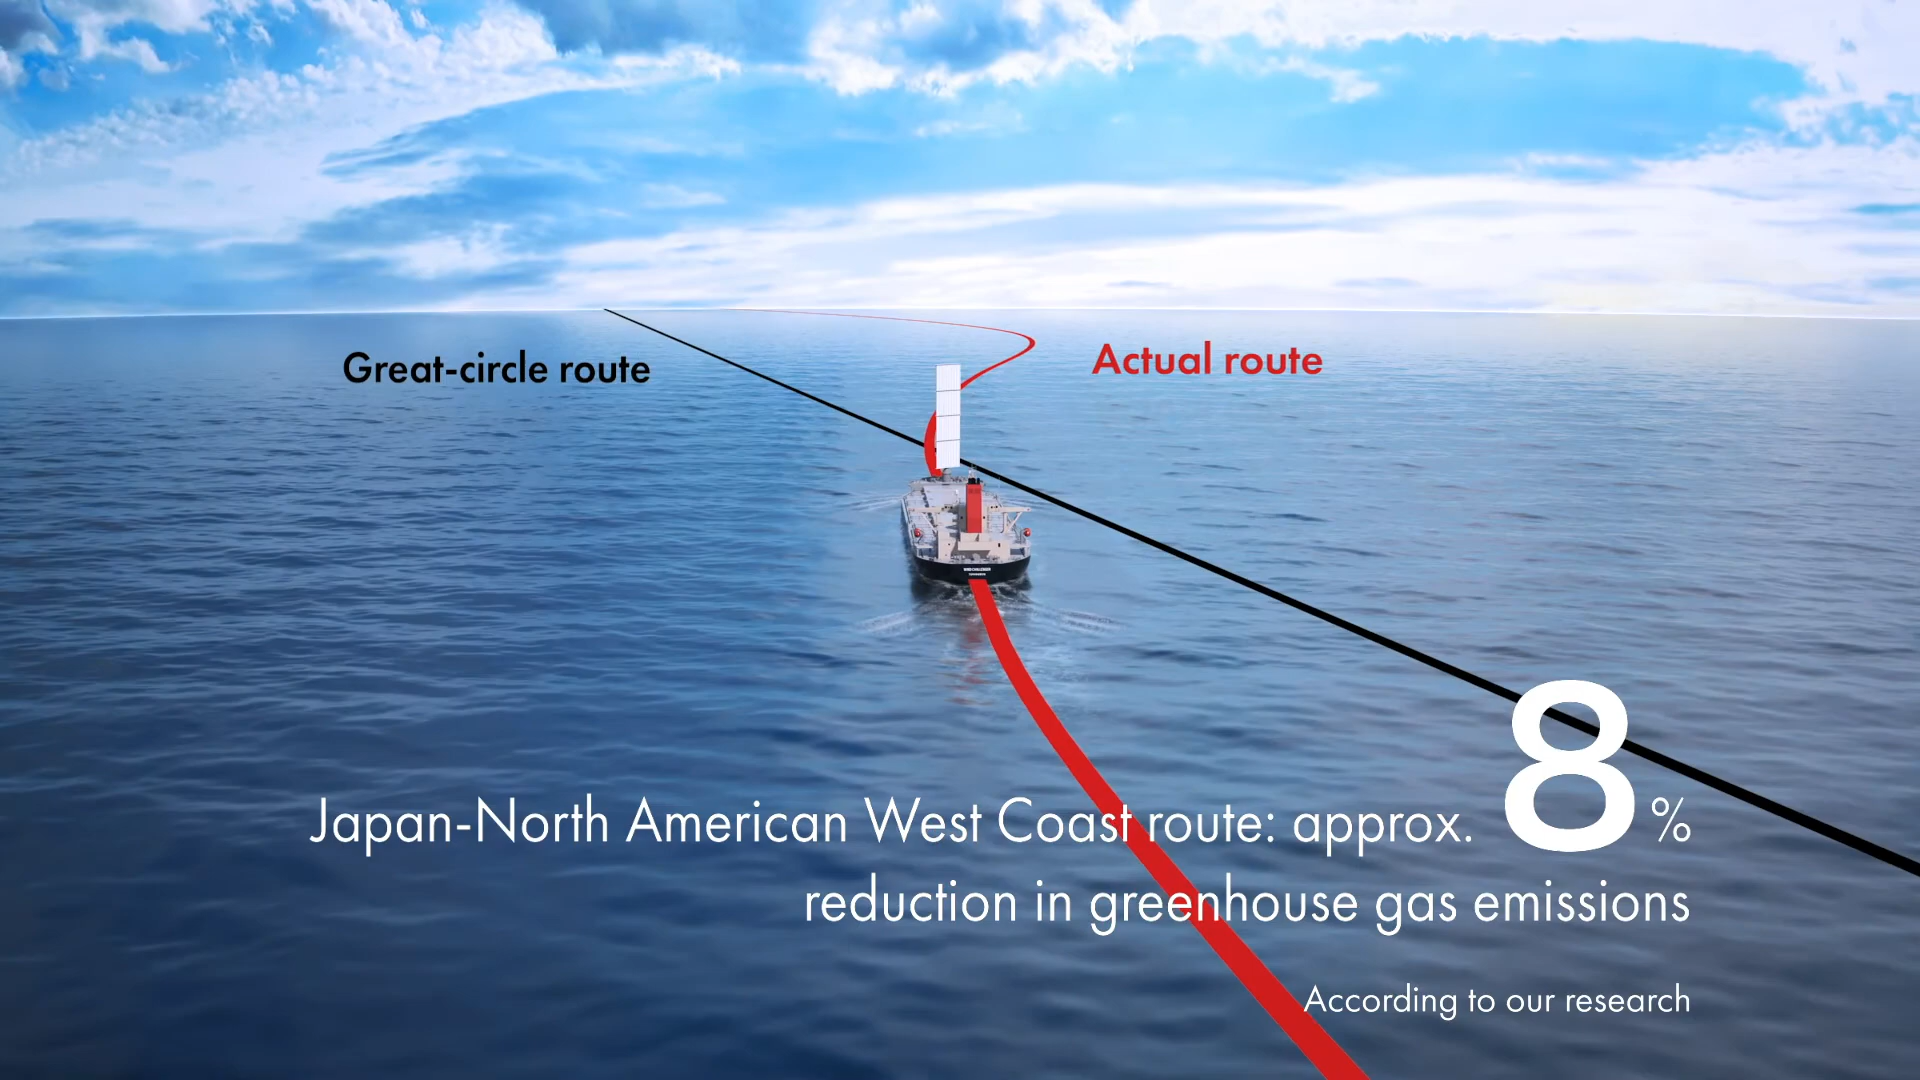 Great-circle route
Actual route
Japan-North American West Coast route: approx. 8%
reduction in greenhouse gas emissions
According to our research